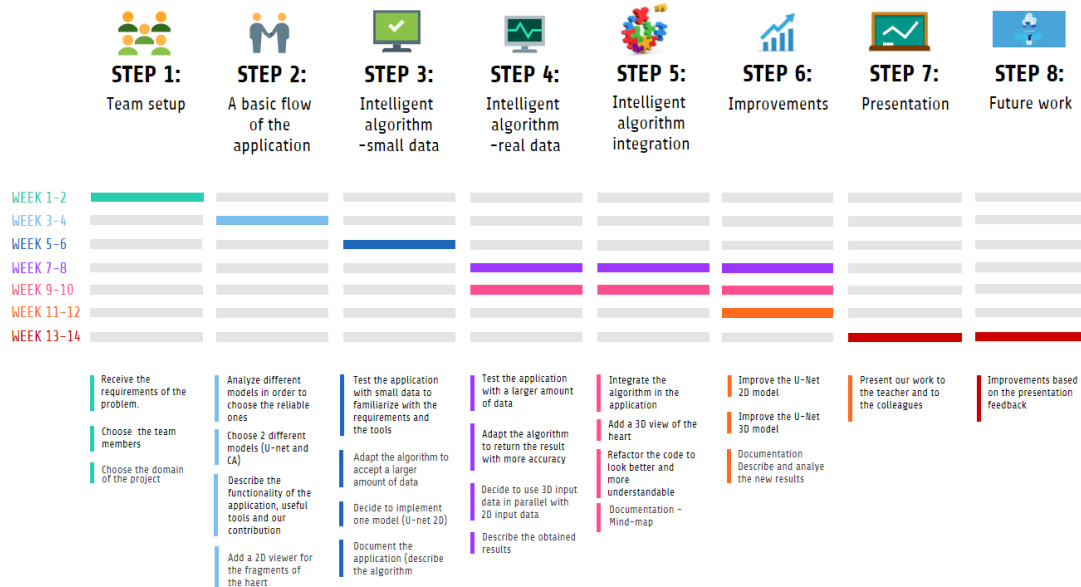 STEP 1:
Team setup
STEP 2:
A basic flow
of the
application
STEP 3:
Intelligent
algorithm
-small data
STEP 4:
Intelligent
algorithm
-real data
STEP 5:
Intelligent
algorithm
integration
STEP 6:
Improvements
STEP 7:
Presentation
STEP 8:
Future work
WEEK 1-2
WEEK 3-4
WEEK 5-6
WEEK 7-8
WEEK 9-10
WEEK 11-12
WEEK 13-14
Receive the
requirements of the
problem.
Choose the team
members
Choose the domain
of the project
Analyze different
models in order to
choose the reliable
ones
Choose 2 different
models (U-net and
CA)
Describe the
functionality of the
application, useful
tools and our
contribution
Add a 2D viewer for
the fragments of
the haert
Test the application
with small data to
familiarize with the
requirements and
the tools
Adapt the algorithm to
accept a larger
amount of data
Decide to implement
one model (U-net 2D)
Document the
application (describe
the algorithm
Test the application
with a larger amount
of data
Adapt the algorithm
to return the result
with more accuracy
Decide to use 3D input
data in parallel with
2D input data
Describe the obtained
results
Integrate the
algorithm in the
application
Add a 3D view of the
heart
Refactor the code to
look better and
more
understandable
Documentation -
Mind-map
Improve the U-Net
2D model
Improve the U-Net
3D model
Documentation
Describe and analye
the new results
Present our work to
the teacher and to
the colleagues
Improvements based
on the presentation
feedback